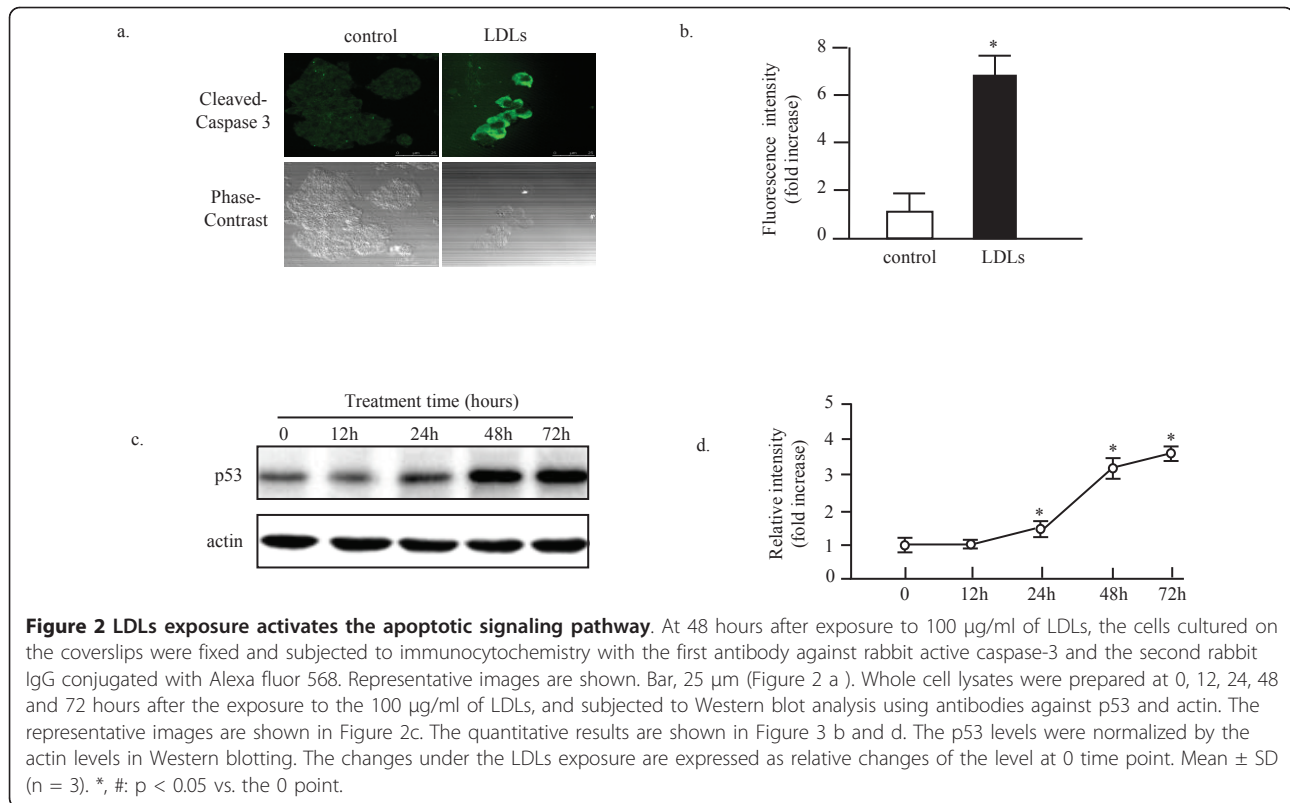 a.
control LDLs
Cleaved-
Caspase 3
Phase-
Contrast
b.
Fluorescence intensity
(fold increase)
8
6
4
2
0
*
control LDLs
c.
Treatment time (hours)
0 12h 24h 48h 72h
p53
actin
d.
Relative intensity
(fold increase)
5
4
3
2
1
0
* * *
0 12h 24h 48h 72h
Figure 2 LDLs exposure activates the apoptotic signaling pathway. At 48 hours after exposure to 100 μg/ml of LDLs, the cells cultured on
the coverslips were fixed and subjected to immunocytochemistry with the first antibody against rabbit active caspase-3 and the second rabbit
IgG conjugated with Alexa fluor 568. Representative images are shown. Bar, 25 μm (Figure 2 a ). Whole cell lysates were prepared at 0, 12, 24, 48
and 72 hours after the exposure to the 100 μg/ml of LDLs, and subjected to Western blot analysis using antibodies against p53 and actin. The
representative images are shown in Figure 2c. The quantitative results are shown in Figure 3 b and d. The p53 levels were normalized by the
actin levels in Western blotting. The changes under the LDLs exposure are expressed as relative changes of the level at 0 time point. Mean ± SD
(n = 3). *, #: p < 0.05 vs. the 0 point.